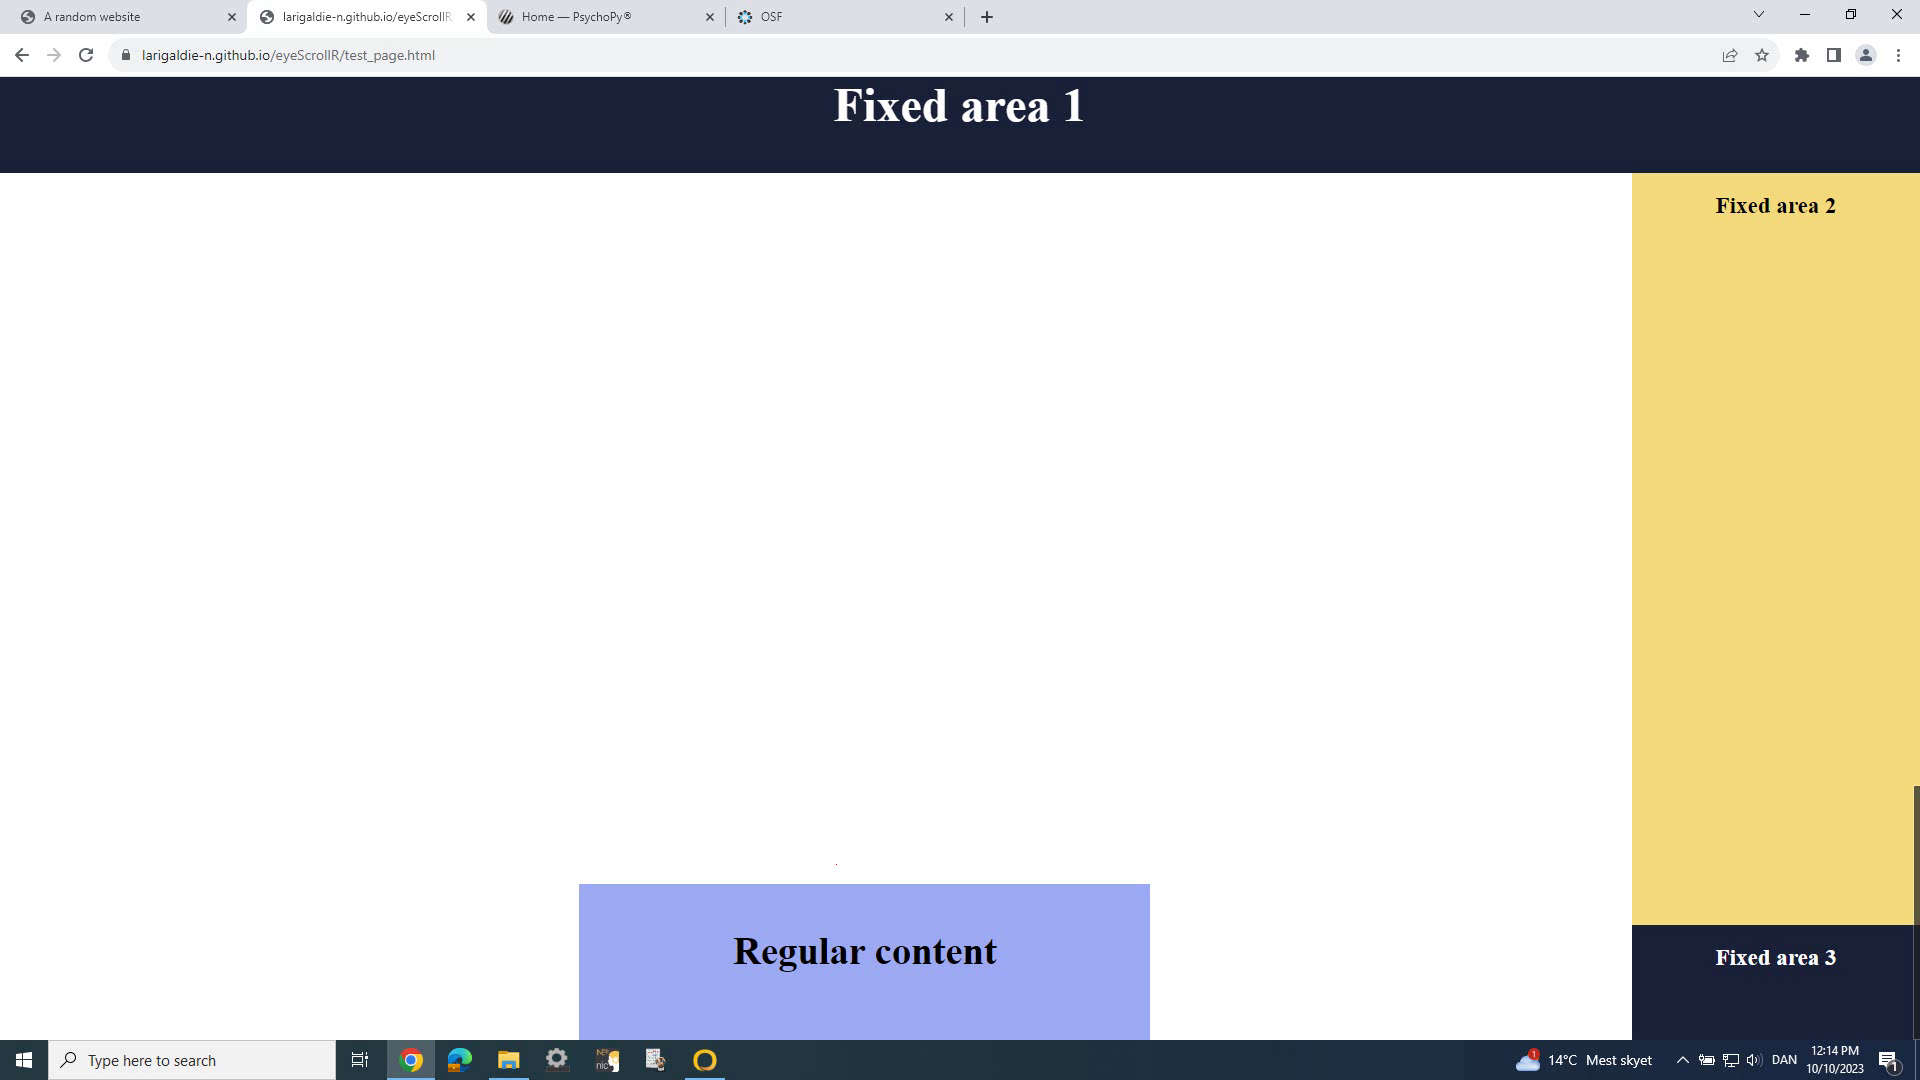 A random website
larigaldie-n.github.io/eyeScrollR
Home — PsychoPy®
OSF
larigaldie-n.github.io/eyeScrollR/test_page.html
Fixed area 1
Fixed area 2
Regular content
Fixed area 3
Type here to search
1
14°C Mest skyet
DAN
12:14 PM
10/10/2023
1